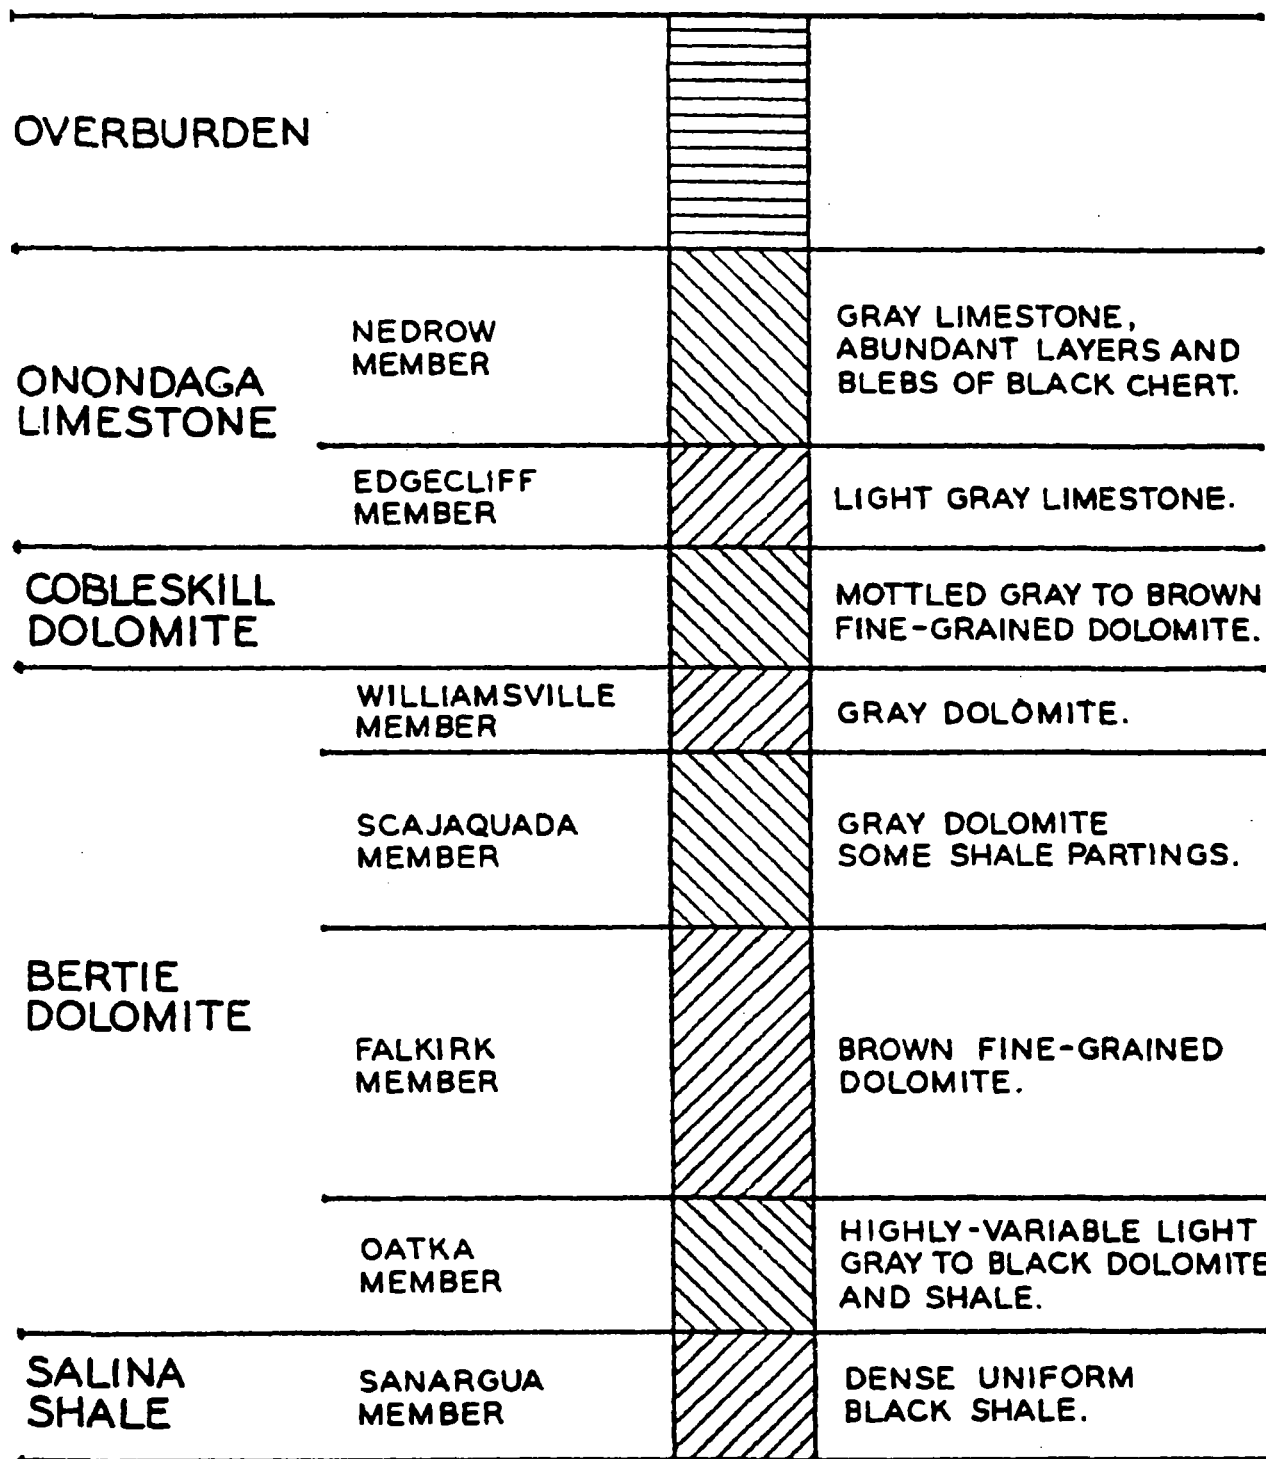 OVERBURDEN
ONONDAGA
LIMESTONE
NEDROW
MEMBER
GRAY LIMESTONE,
ABUNDANT LAYERS AND
BLEBS OF BLACK CHERT.
EDGECLIFF
MEMBER
LIGHT GRAY LIMESTONE.
COBLESKILL
DOLOMITE
MOTTLED GRAY TO BROWN
FINE-GRAINED DOLOMITE.
BERTIE
DOLOMITE
WILLIAMSVILLE
MEMBER
GRAY DOLOMITE.
SCAJAQUADA
MEMBER
GRAY DOLOMITE
SOME SHALE PARTINGS.
FALKIRK
MEMBER
BROWN FINE-GRAINED
DOLOMITE.
OATKA
MEMBER
HIGHLY-VARIABLE LIGHT
GRAY TO BLACK DOLOMITE
AND SHALE.
SALINA
SHALE
SANARGUA
MEMBER
DENSE UNIFORM
BLACK SHALE.